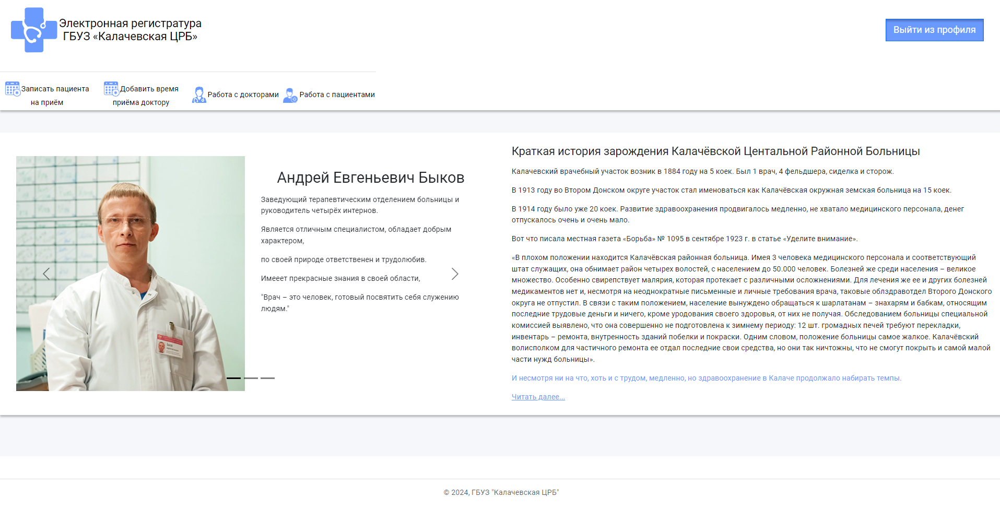 Электронная регистратура
ГБУЗ «Калачевская ЦРБ»
Выйти из профиля
Записать пациента
на приём
Добавить время
приёма доктору
Работа с докторами
Работа с пациентами
Андрей Евгеньевич Быков
Заведующий терапевтическим отделением больницы и
руководитель четырёх интернов.
Является отличным специалистом, обладает добрым
характером,
по своей природе ответственен и трудолюбив.
Имееет прекрасные знания в своей области,
"Врач – это человек, готовый посвятить себя служению
людям."
Краткая история зарождения Калачёвской Центальной Районной Больницы
Калачевский врачебный участок возник в 1884 году на 5 коек. Был 1 врач, 4 фельдшера, сиделка и сторож.
В 1913 году во Втором Донском округе участок стал именоваться как Калачёвская окружная земская больница на 15 коек.
В 1914 году было уже 20 коек. Развитие здравоохранения продвигалось медленно, не хватало медицинского персонала, денег
отпускалось очень и очень мало.
Вот что писала местная газета «Борьба» № 1095 в сентябре 1923 г. в статье «Уделите внимание».
«В плохом положении находится Калачёвская районная больница. Имея 3 человека медицинского персонала и соответствующий
штат служащих, она обнимает район четырех волостей, с населением до 50.000 человек. Болезней же среди населения – великое
множество. Особенно свирепствует малярия, которая протекает с различными осложнениями. Для лечения же ее и других болезней
медикаментов нет и, несмотря на неоднократные письменные и личные требования врача, таковые облздравотдел Второго Донского
округа не отпустил. В связи с таким положением, население вынуждено обращаться к шарлатанам – знахарям и бабкам, относящим
последние трудовые деньги и ничего, кроме уродования своего здоровья, от них не получая. Обследованием больницы специальной
комиссией выявлено, что она совершенно не подготовлена к зимнему периоду: 12 шт. громадных печей требуют перекладки,
инвентарь – ремонта, внутренность зданий побелки и покраски. Одним словом, положение больницы самое жалкое. Калачёвский
волисполком для частичного ремонта ее отдал последние свои средства, но они так ничтожны, что не смогут покрыть и самой малой
части нужд больницы».
И несмотря ни на что, хоть и с трудом, медленно, но здравоохранение в Калаче продолжало набирать темпы.
Читать далее...
© 2024, ГБУЗ "Калачевская ЦРБ"